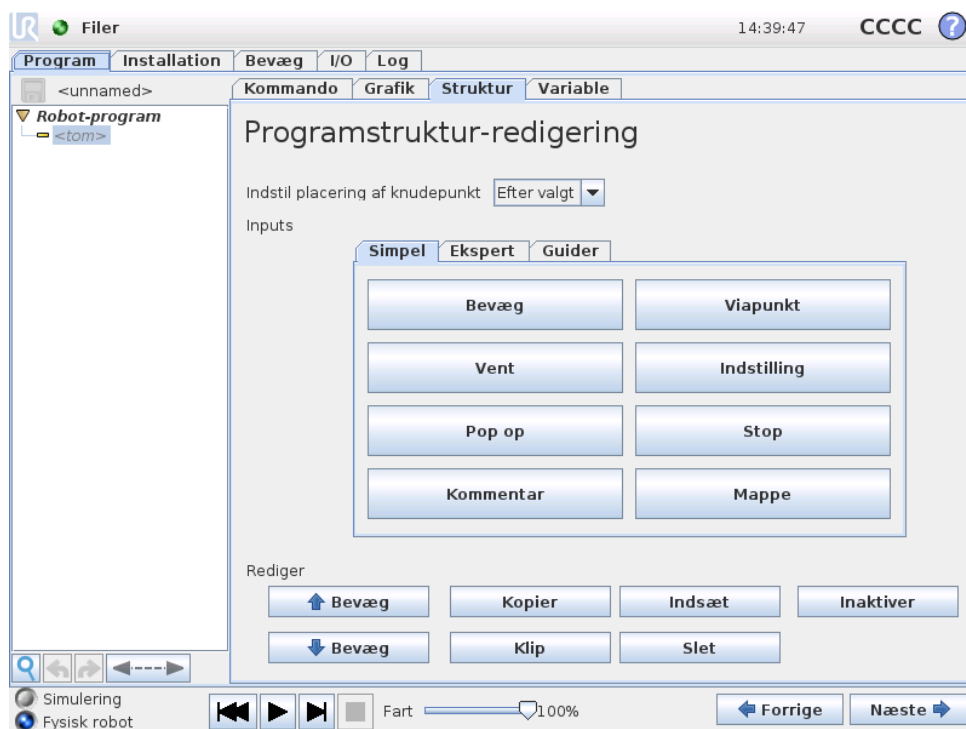 UR Filer 14:39:47 CCCC ?
Program Installation Bevæg I/O Log
<unnamed>
Kommando Grafik Struktur Variable
Robot-program
<tom>
Programstruktur-redigering
Indstil placering af knudepunkt Efter valgt
Inputs
Simpel Ekspert Guider
Bevæg Viapunkt
Vent Indstilling
Pop op Stop
Kommentar Mappe
Rediger
Bevæg Kopier Indsæt Inaktiver
Bevæg Klip Slet
Simulering
Fysisk robot
Fart 100%
Forrige Næste